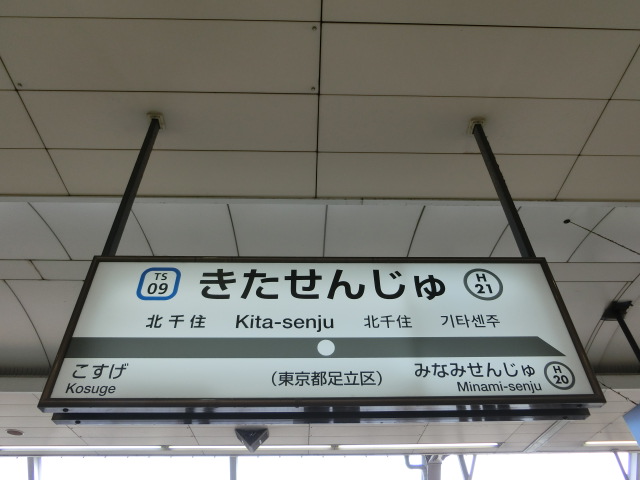 TS 09 きたせんじゅ H 21
北千住 Kita-senju 北千住 기타센주
こすげ (東京都足立区) みなみせんじゅ H 20
Kosuge Minami-senju